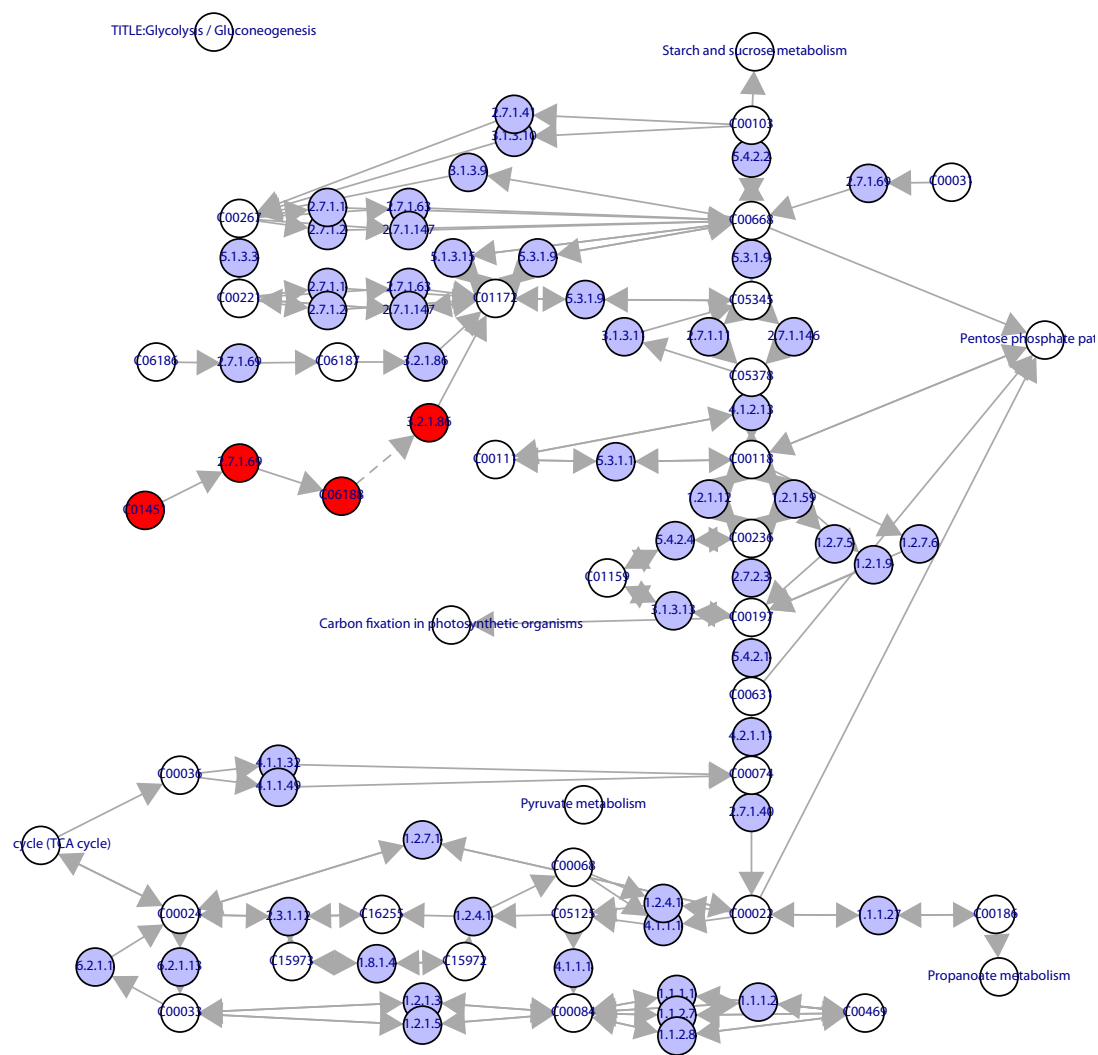 TITLE:Glycolysis / Gluconeogenesis
Starch and sucrose metabolism
2.7.1.41
C00103
3.1.3.10
5.4.2.2
3.1.3.9
2.7.1.69
C00031
2.7.1.1
2.7.1.63
C00267
C00668
2.7.1.2
2.7.1.147
5.1.3.3
5.1.3.15
5.3.1.9
5.3.1.9
2.7.1.1
2.7.1.63
C00221
C01172
5.3.1.9
C05345
2.7.1.2
2.7.1.147
3.1.3.11
2.7.1.11
2.7.1.146
Pentose phosphate pat
C06186
2.7.1.69
C06187
3.2.1.86
C05378
4.1.2.13
3.2.1.86
C00111
5.3.1.1
C00118
2.7.1.69
C06188
1.2.1.12
1.2.1.59
C01451
5.4.2.4
C00236
1.2.7.5
1.2.7.6
1.2.1.9
C01159
2.7.2.3
3.1.3.13
C00197
Carbon fixation in photosynthetic organisms
5.4.2.1
C00631
4.2.1.11
4.1.1.32
C00036
C00074
4.1.1.49
Pyruvate metabolism
2.7.1.40
cycle (TCA cycle)
1.2.7.1
C00068
1.2.4.1
C00024
2.3.1.12
C16255
1.2.4.1
C05125
C00022
1.1.1.27
C00186
4.1.1.1
6.2.1.1
6.2.1.13
C15973
1.8.1.4
C15972
4.1.1.1
Propanoate metabolism
1.2.1.3
1.1.1.1
1.1.1.2
C00033
C00084
1.1.2.7
C00469
1.2.1.5
1.1.2.8